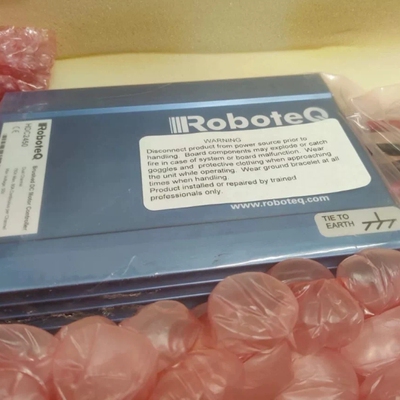 RoboteQ
HDC2460
RoboteQ
WARNING
Disconnect product from power source prior to
handling. Board components may explode or catch
fire in case of system or board malfunction. Wear
goggles and protective clothing when approaching
the unit while operating. Wear ground bracelet at all
times when handling.
Product installed or repaired by trained
professionals only.
www.roboteq.com
TIE TO
EARTH